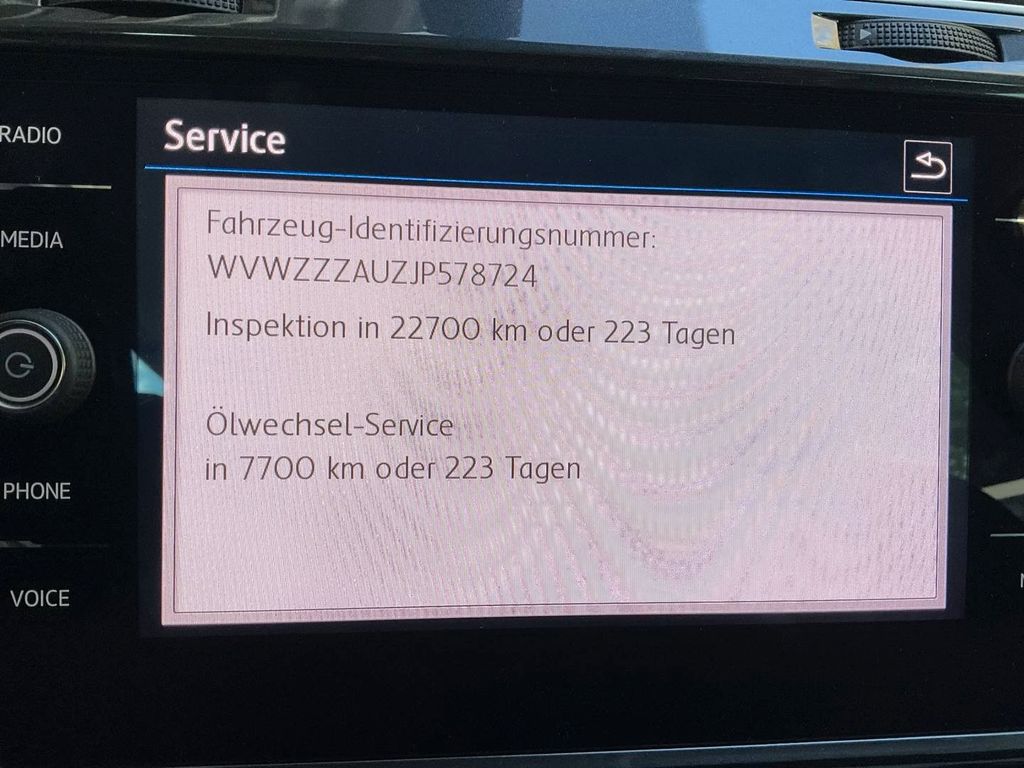 RADIO
MEDIA
PHONE
VOICE
Service
Fahrzeug-Identifizierungsnummer:
WVWZZZAUZJP578724
Inspektion in 22700 km oder 223 Tagen
Ölwechsel-Service
in 7700 km oder 223 Tagen